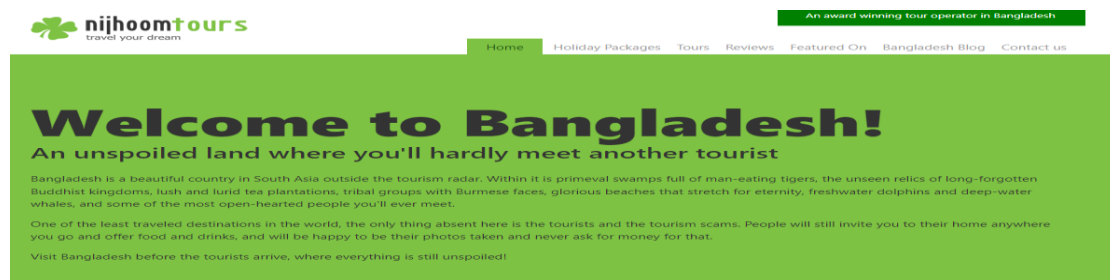 nijhoomtours
travel your dream
An award winning tour operator in Bangladesh
Home Holiday Packages Tours Reviews Featured On Bangladesh Blog Contact us
Welcome to Bangladesh!
An unspoiled land where you'll hardly meet another tourist
Bangladesh is a beautiful country in South Asia outside the tourism radar. Within it is primeval swamps full of man-eating tigers, the unseen relics of long-forgotten
Buddhist kingdoms, lush and lurid tea plantations, tribal groups with Burmese faces, glorious beaches that stretch for eternity, freshwater dolphins and deep-water
whales, and some of the most open-hearted people you'll ever meet.
One of the least traveled destinations in the world, the only thing absent here is the tourists and the tourism scams. People will still invite you to their home anywhere
you go and offer food and drinks, and will be happy to be their photos taken and never ask for money for that.
Visit Bangladesh before the tourists arrive, where everything is still unspoiled!